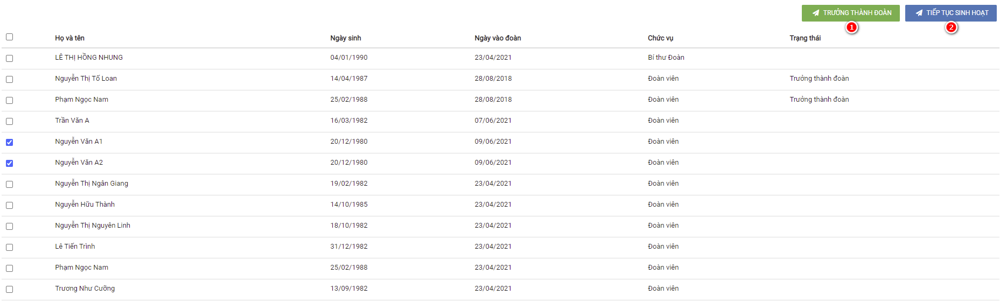 TRƯỞNG THÀNH ĐOÀN TIẾP TỤC SINH HOẠT
1 2
Họ và tên Ngày sinh Ngày vào đoàn Chức vụ Trạng thái
LÊ THỊ HỒNG NHUNG 04/01/1990 23/04/2021 Bí thư Đoàn
Nguyễn Thị Tố Loan 14/04/1987 28/08/2018 Đoàn viên Trưởng thành đoàn
Phạm Ngọc Nam 25/02/1988 28/08/2018 Đoàn viên Trưởng thành đoàn
Trần Văn A 16/03/1982 07/06/2021 Đoàn viên
Nguyễn Văn A1 20/12/1980 09/06/2021 Đoàn viên
Nguyễn Văn A2 20/12/1980 09/06/2021 Đoàn viên
Nguyễn Thị Ngân Giang 19/02/1982 23/04/2021 Đoàn viên
Nguyễn Hữu Thành 14/10/1985 23/04/2021 Đoàn viên
Nguyễn Thị Nguyên Linh 18/10/1982 23/04/2021 Đoàn viên
Lê Tiến Trình 31/12/1982 23/04/2021 Đoàn viên
Phạm Ngọc Nam 25/02/1988 23/04/2021 Đoàn viên
Trương Như Cưỡng 13/09/1982 23/04/2021 Đoàn viên